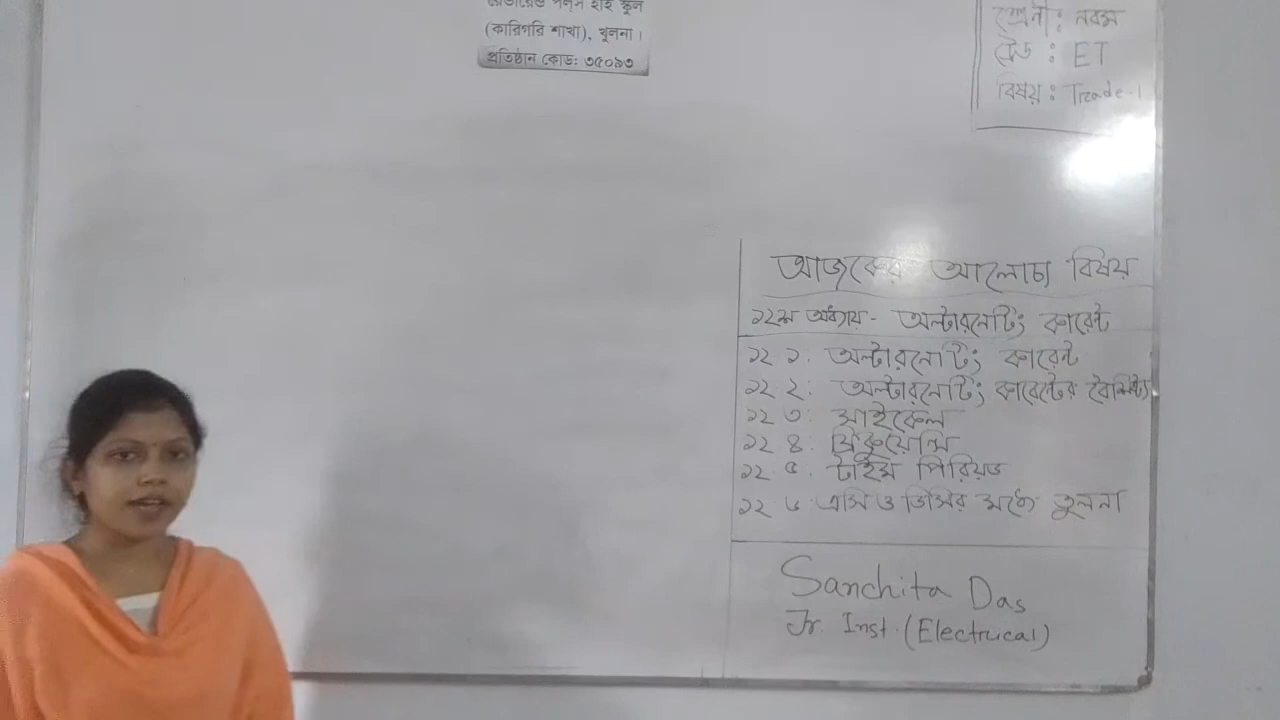 রেভারেন্ড পল্‌স হাই স্কুল
(কারিগরি শাখা), খুলনা।
প্রতিষ্ঠান কোড: ৩৫০৯৩
শ্রেনী: নবম
ট্রেড : ET
বিষয় : Trade-1
আজকের আলোচ্য বিষয়
১২শ অধ্যায় - অল্টারনেটিং কারেন্ট
১২.১. অল্টারনেটিং কারেন্ট
১২.২: অল্টারনেটিং কারেন্টের বৈশিষ্ট্য
১২.৩: সাইকেল
১২.৪: ফ্রিকুয়েন্সি
১২.৫. টাইম পিরিয়ড
১২.৬ এসি ও ডিসির মধ্যে তুলনা
Sanchita Das
Jr. Inst. (Electrical)